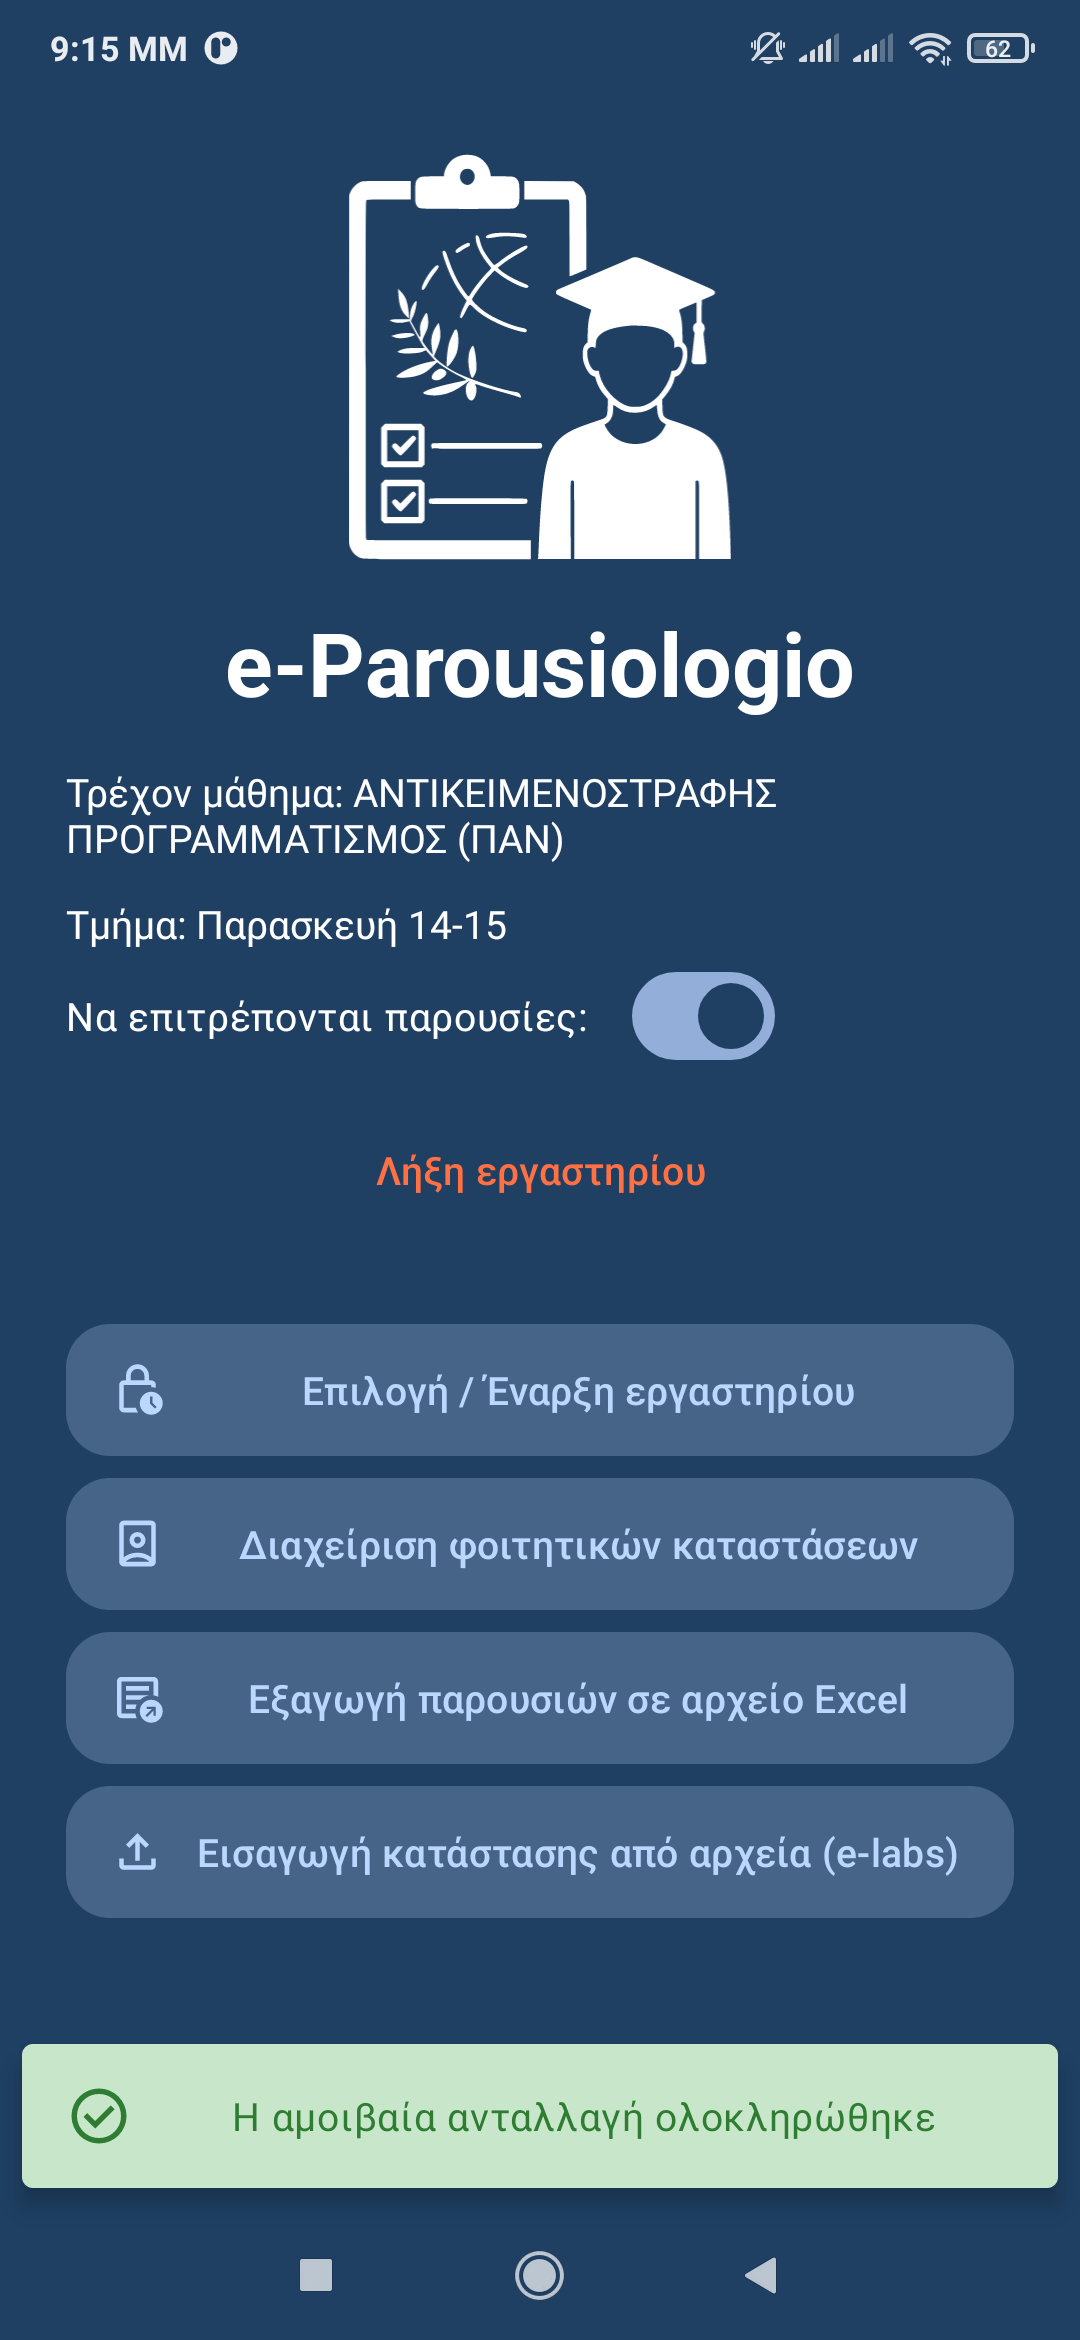 9:15 MM
62
e-Parousiologio
Τρέχον μάθημα: ΑΝΤΙΚΕΙΜΕΝΟΣΤΡΑΦΗΣ
ΠΡΟΓΡΑΜΜΑΤΙΣΜΟΣ (ΠΑΝ)
Τμήμα: Παρασκευή 14-15
Να επιτρέπονται παρουσίες:
Λήξη εργαστηρίου
Επιλογή / Έναρξη εργαστηρίου
Διαχείριση φοιτητικών καταστάσεων
Εξαγωγή παρουσιών σε αρχείο Excel
Εισαγωγή κατάστασης από αρχεία (e-labs)
Η αμοιβαία ανταλλαγή ολοκληρώθηκε